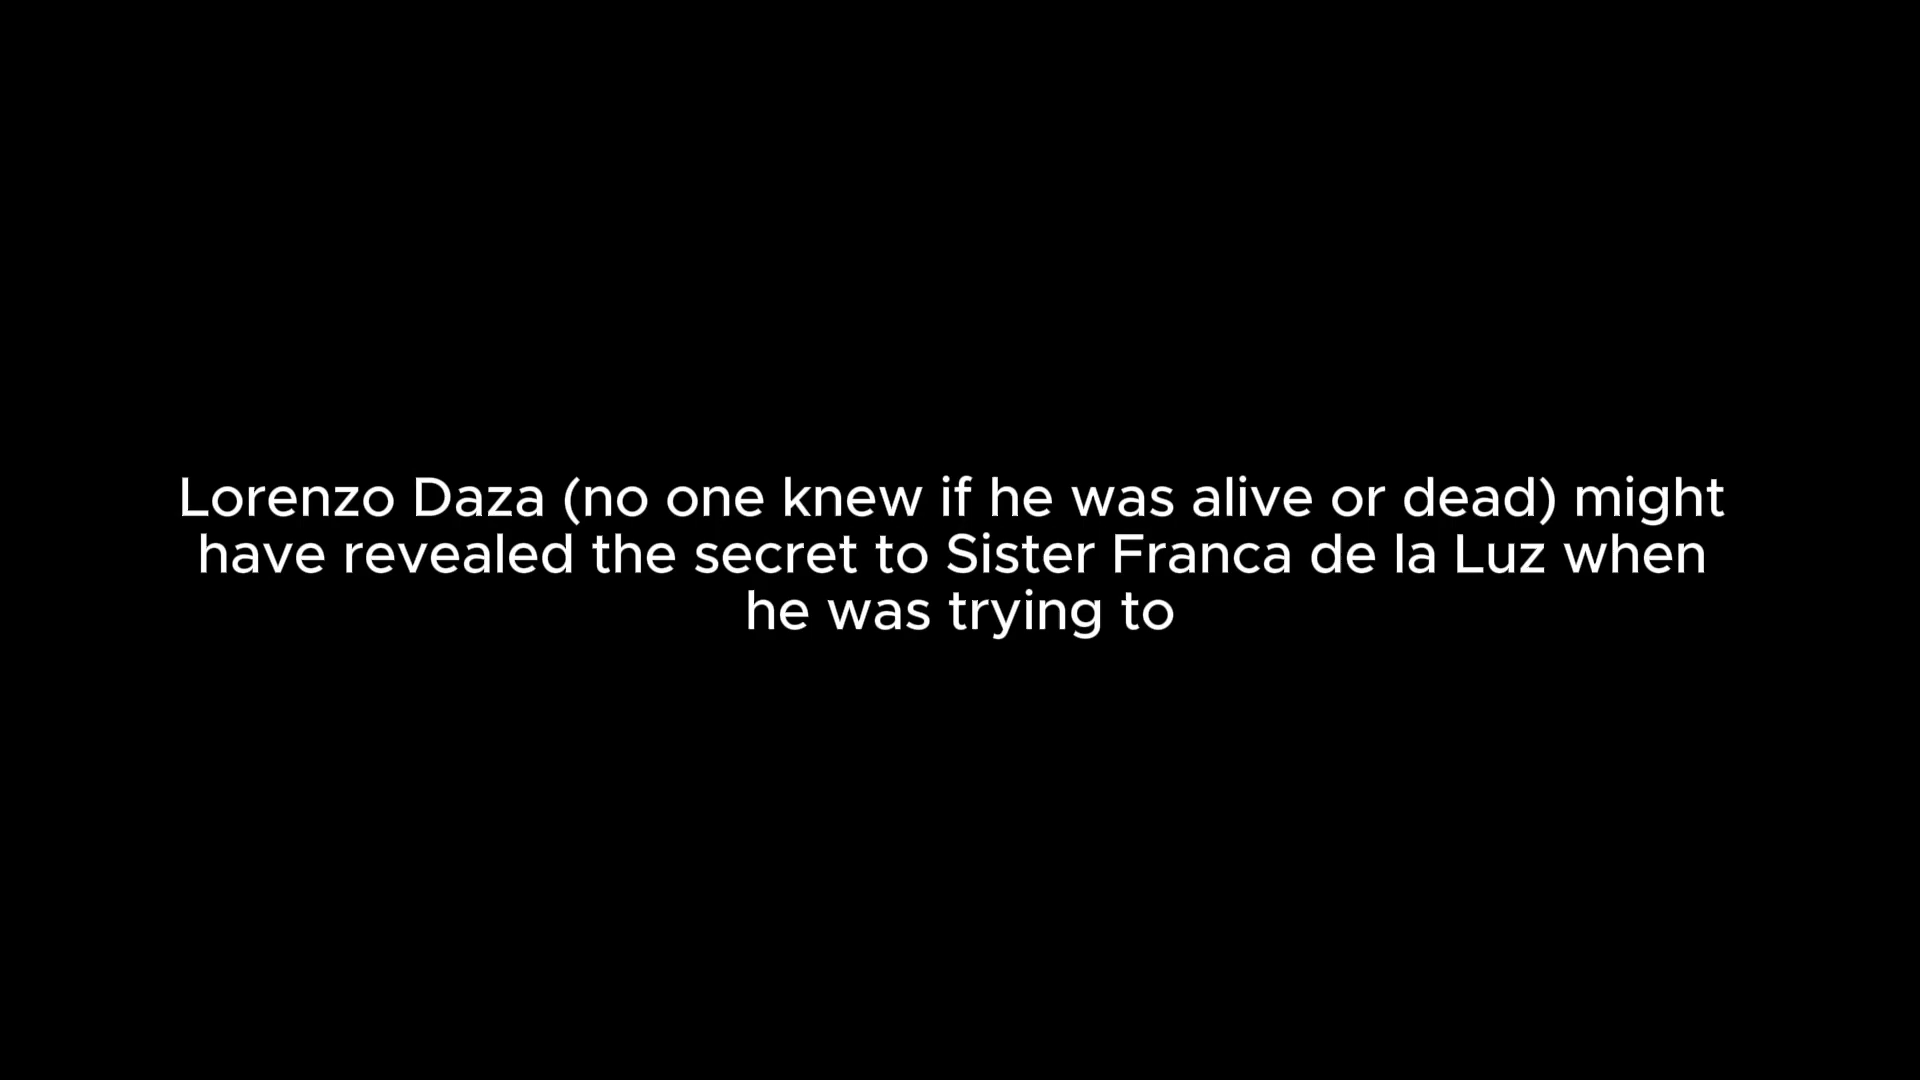 Lorenzo Daza (no one knew if he was alive or dead) might
have revealed the secret to Sister Franca de la Luz when
he was trying to